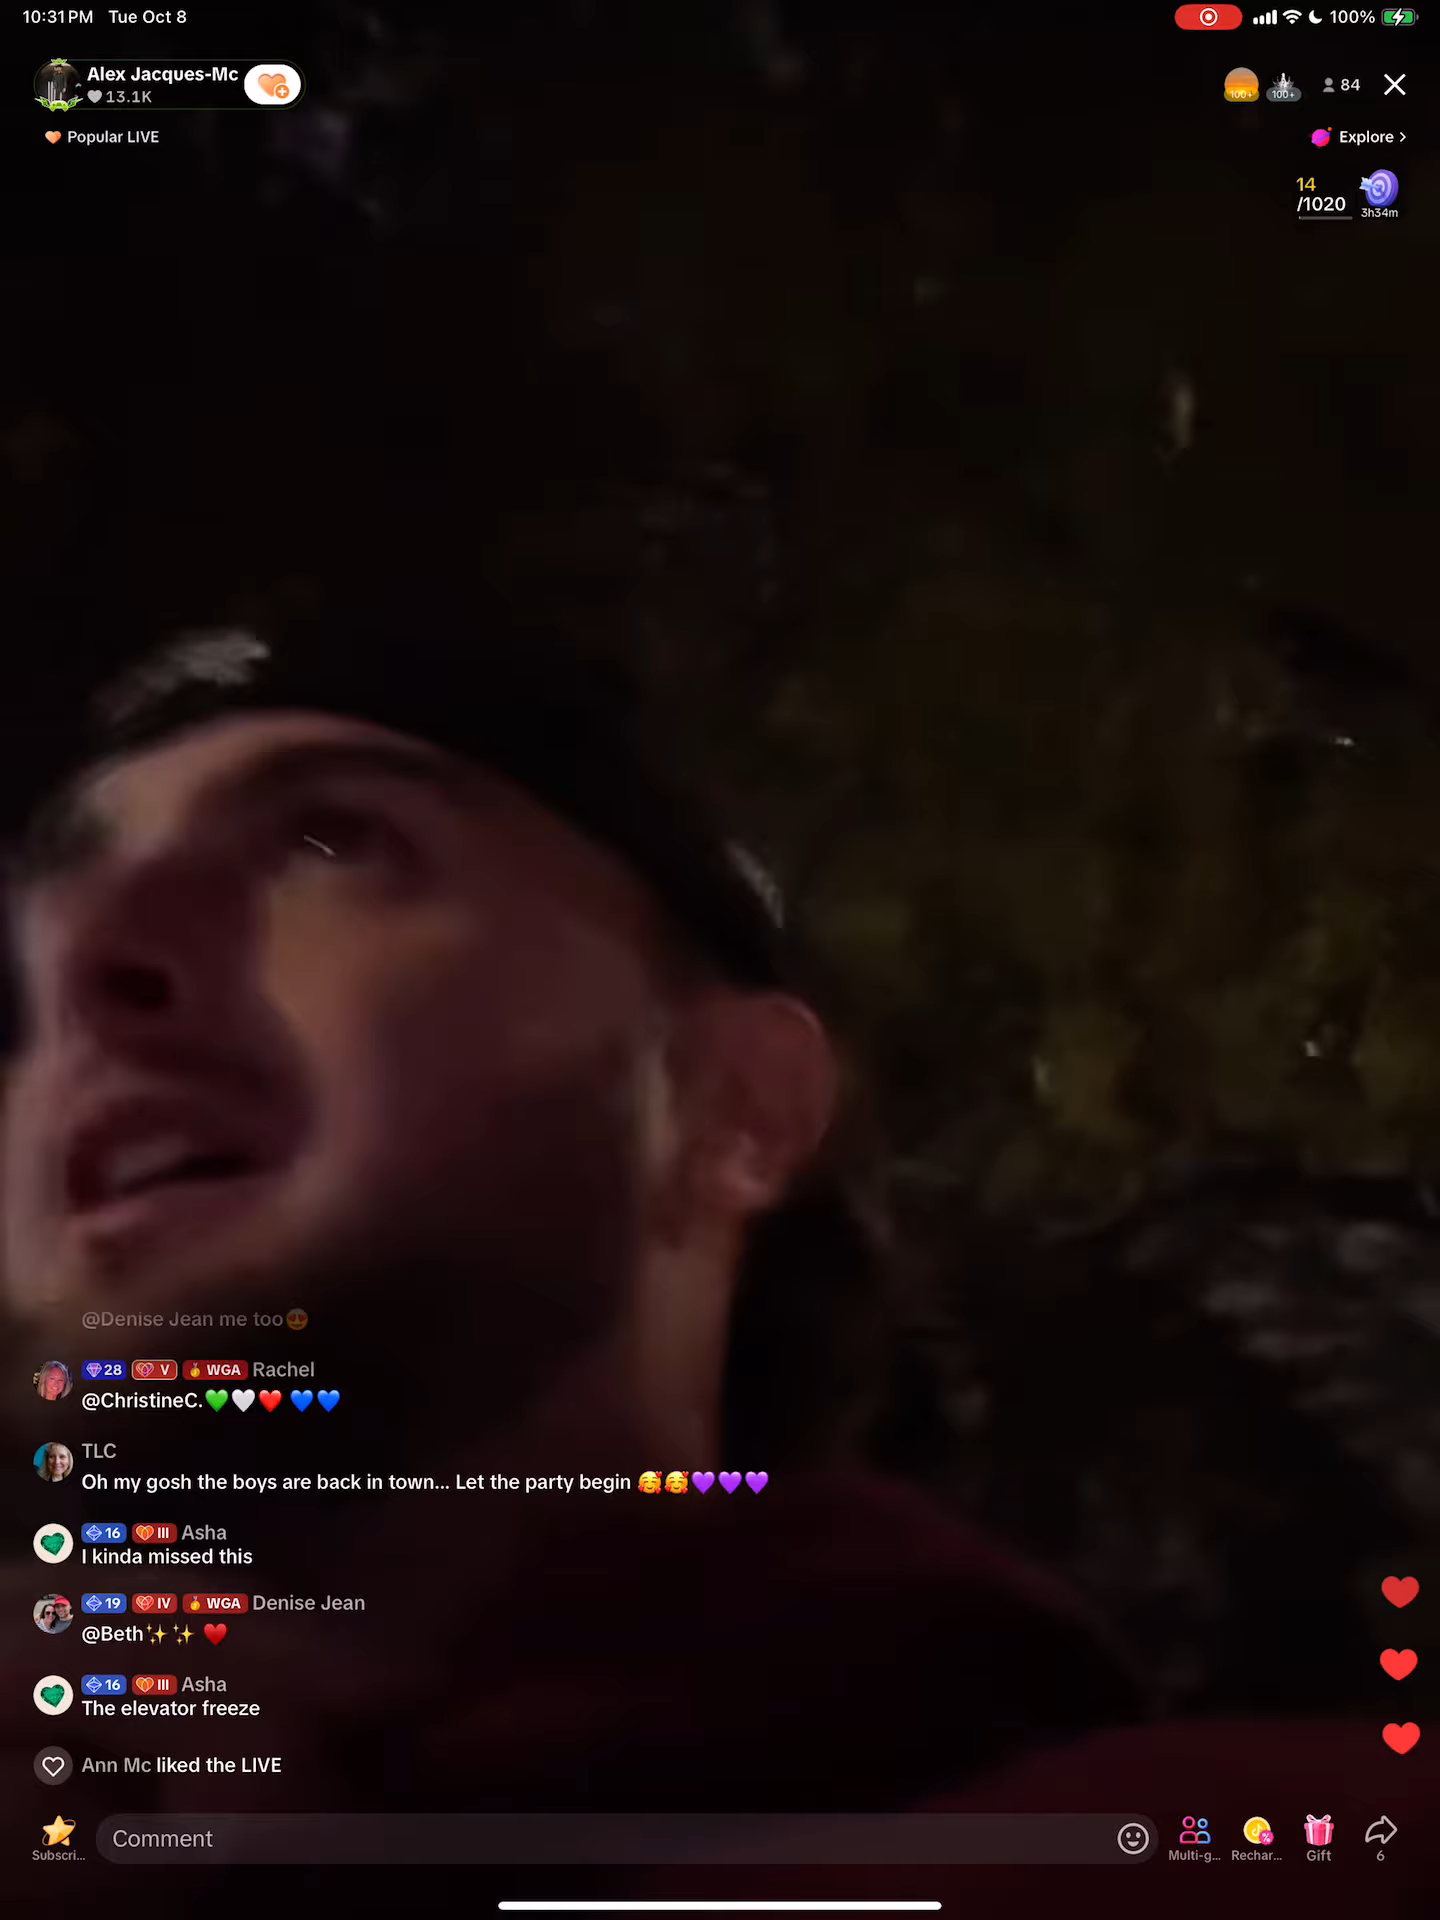 10:31 PM Tue Oct 8
100%
Alex Jacques-Mc
13.1K
100+
100+
84
Popular LIVE
Explore >
14
/1020
3h34m
@Denise Jean me too😍
28 V WGA Rachel
@ChristineC.💚🤍❤️ 💙💙
TLC
Oh my gosh the boys are back in town... Let the party begin 🥰🥰💜💜💜
16 III Asha
I kinda missed this
19 IV WGA Denise Jean
@Beth✨✨ ❤️
16 III Asha
The elevator freeze
Ann Mc liked the LIVE
Subscri...
Comment
Multi-g...
Rechar...
Gift
6